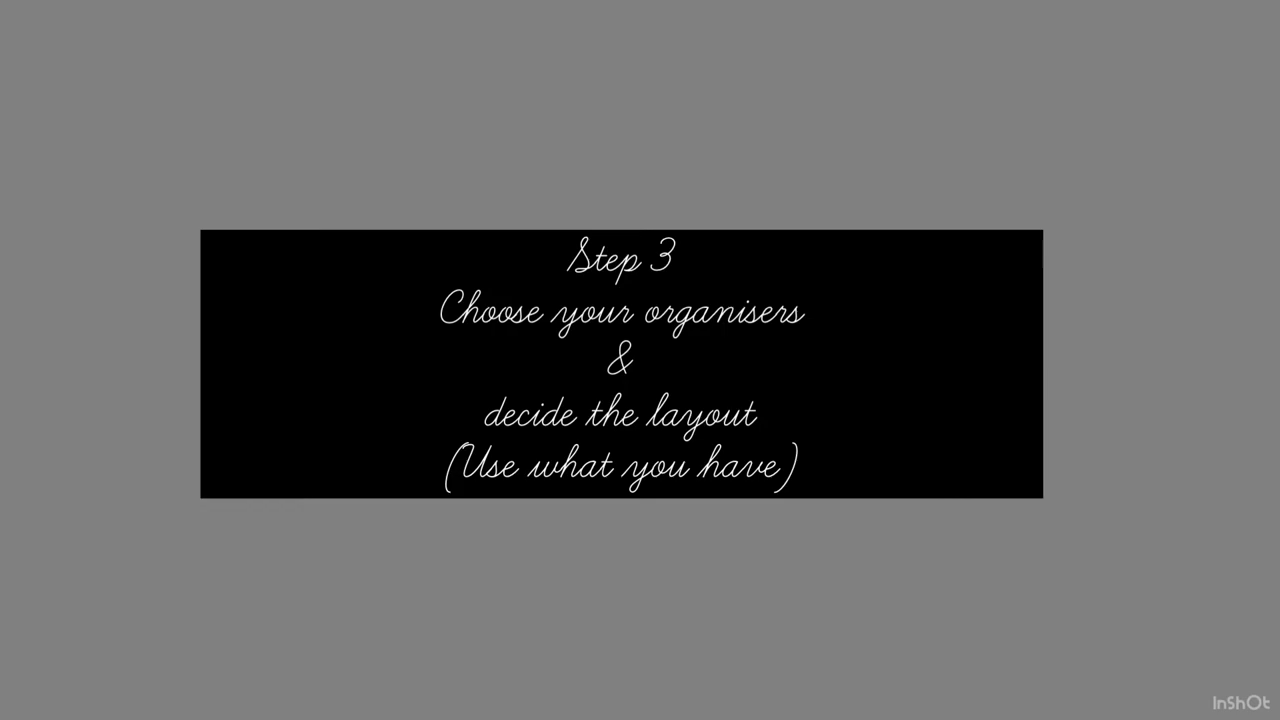 Step 3
Choose your organisers
&
decide the layout
(Use what you have)
InShOt